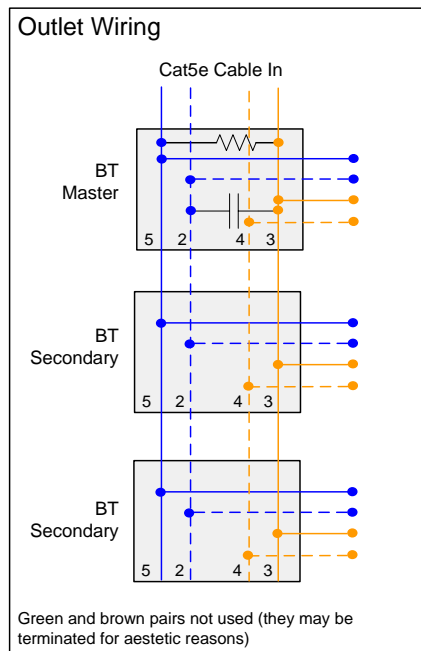 Outlet Wiring
Cat5e Cable In
BT
Master
5 2 4 3
BT
Secondary
5 2 4 3
BT
Secondary
5 2 4 3
Green and brown pairs not used (they may be
terminated for aestetic reasons)